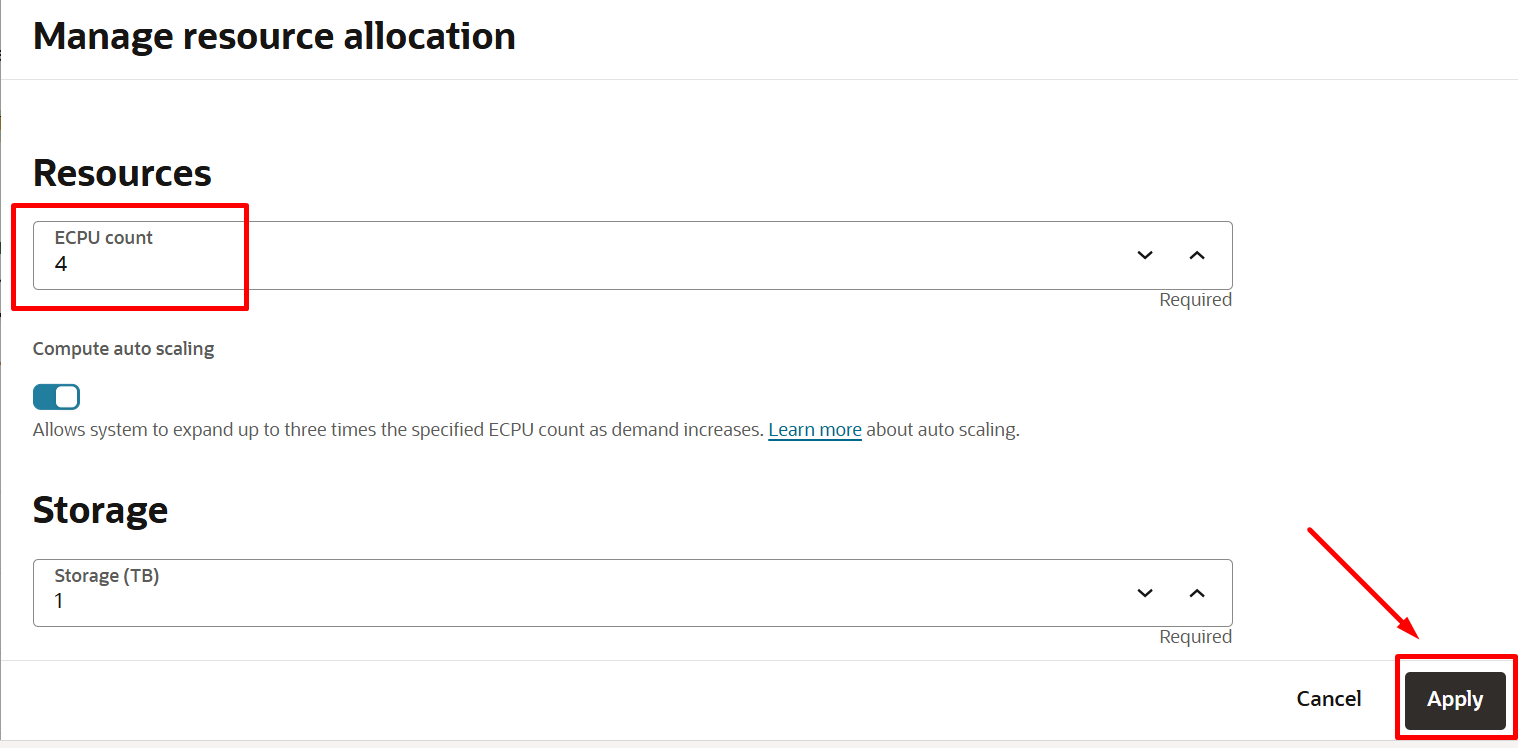 Manage resource allocation
Resources
ECPU count
4
Required
Compute auto scaling
Allows system to expand up to three times the specified ECPU count as demand increases. Learn more about auto scaling.
Storage
Storage (TB)
1
Required
Cancel
Apply